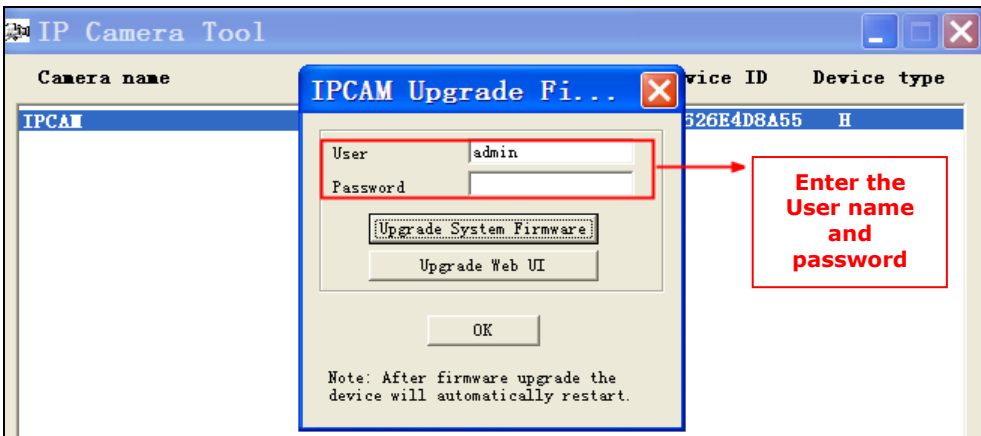 IP Camera Tool
Camera name
vice ID
Device type
IPCAM
526E4D8A55
H
IPCAM Upgrade Fi...
User
admin
Password
Upgrade System Firmware
Upgrade Web UI
OK
Note: After firmware upgrade the
device will automatically restart.
Enter the
User name
and
password